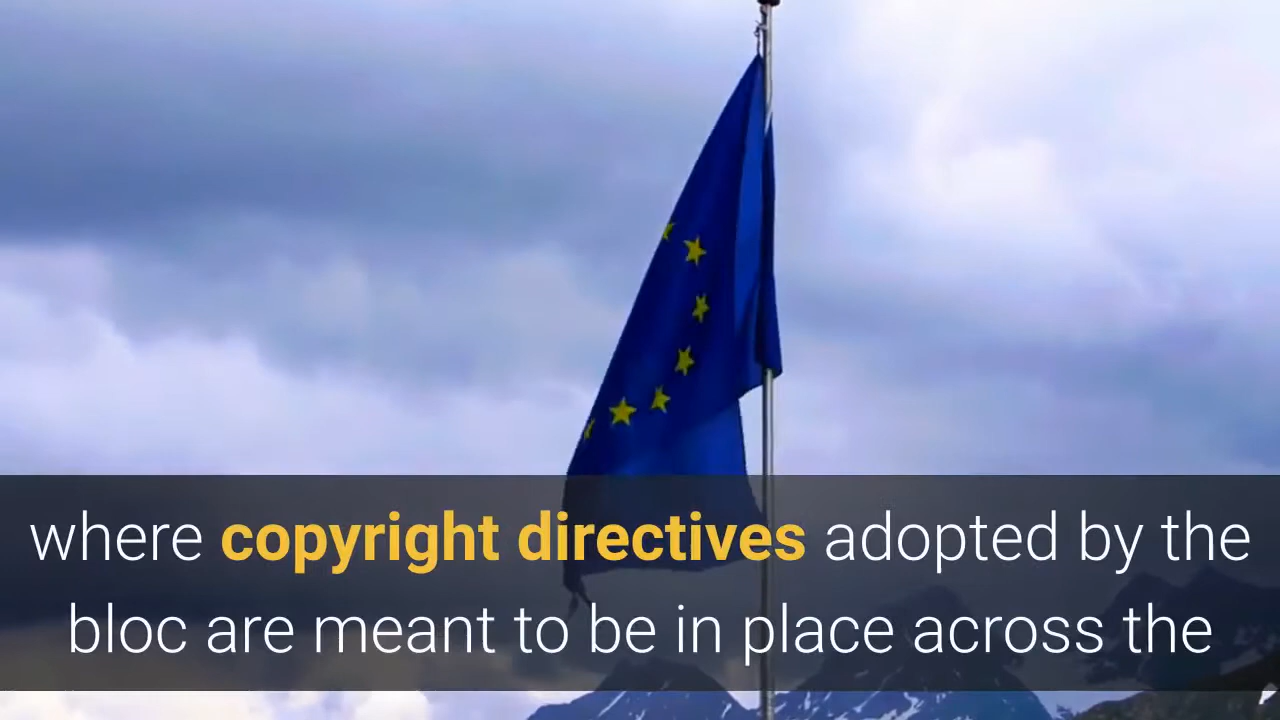 where copyright directives adopted by the
bloc are meant to be in place across the